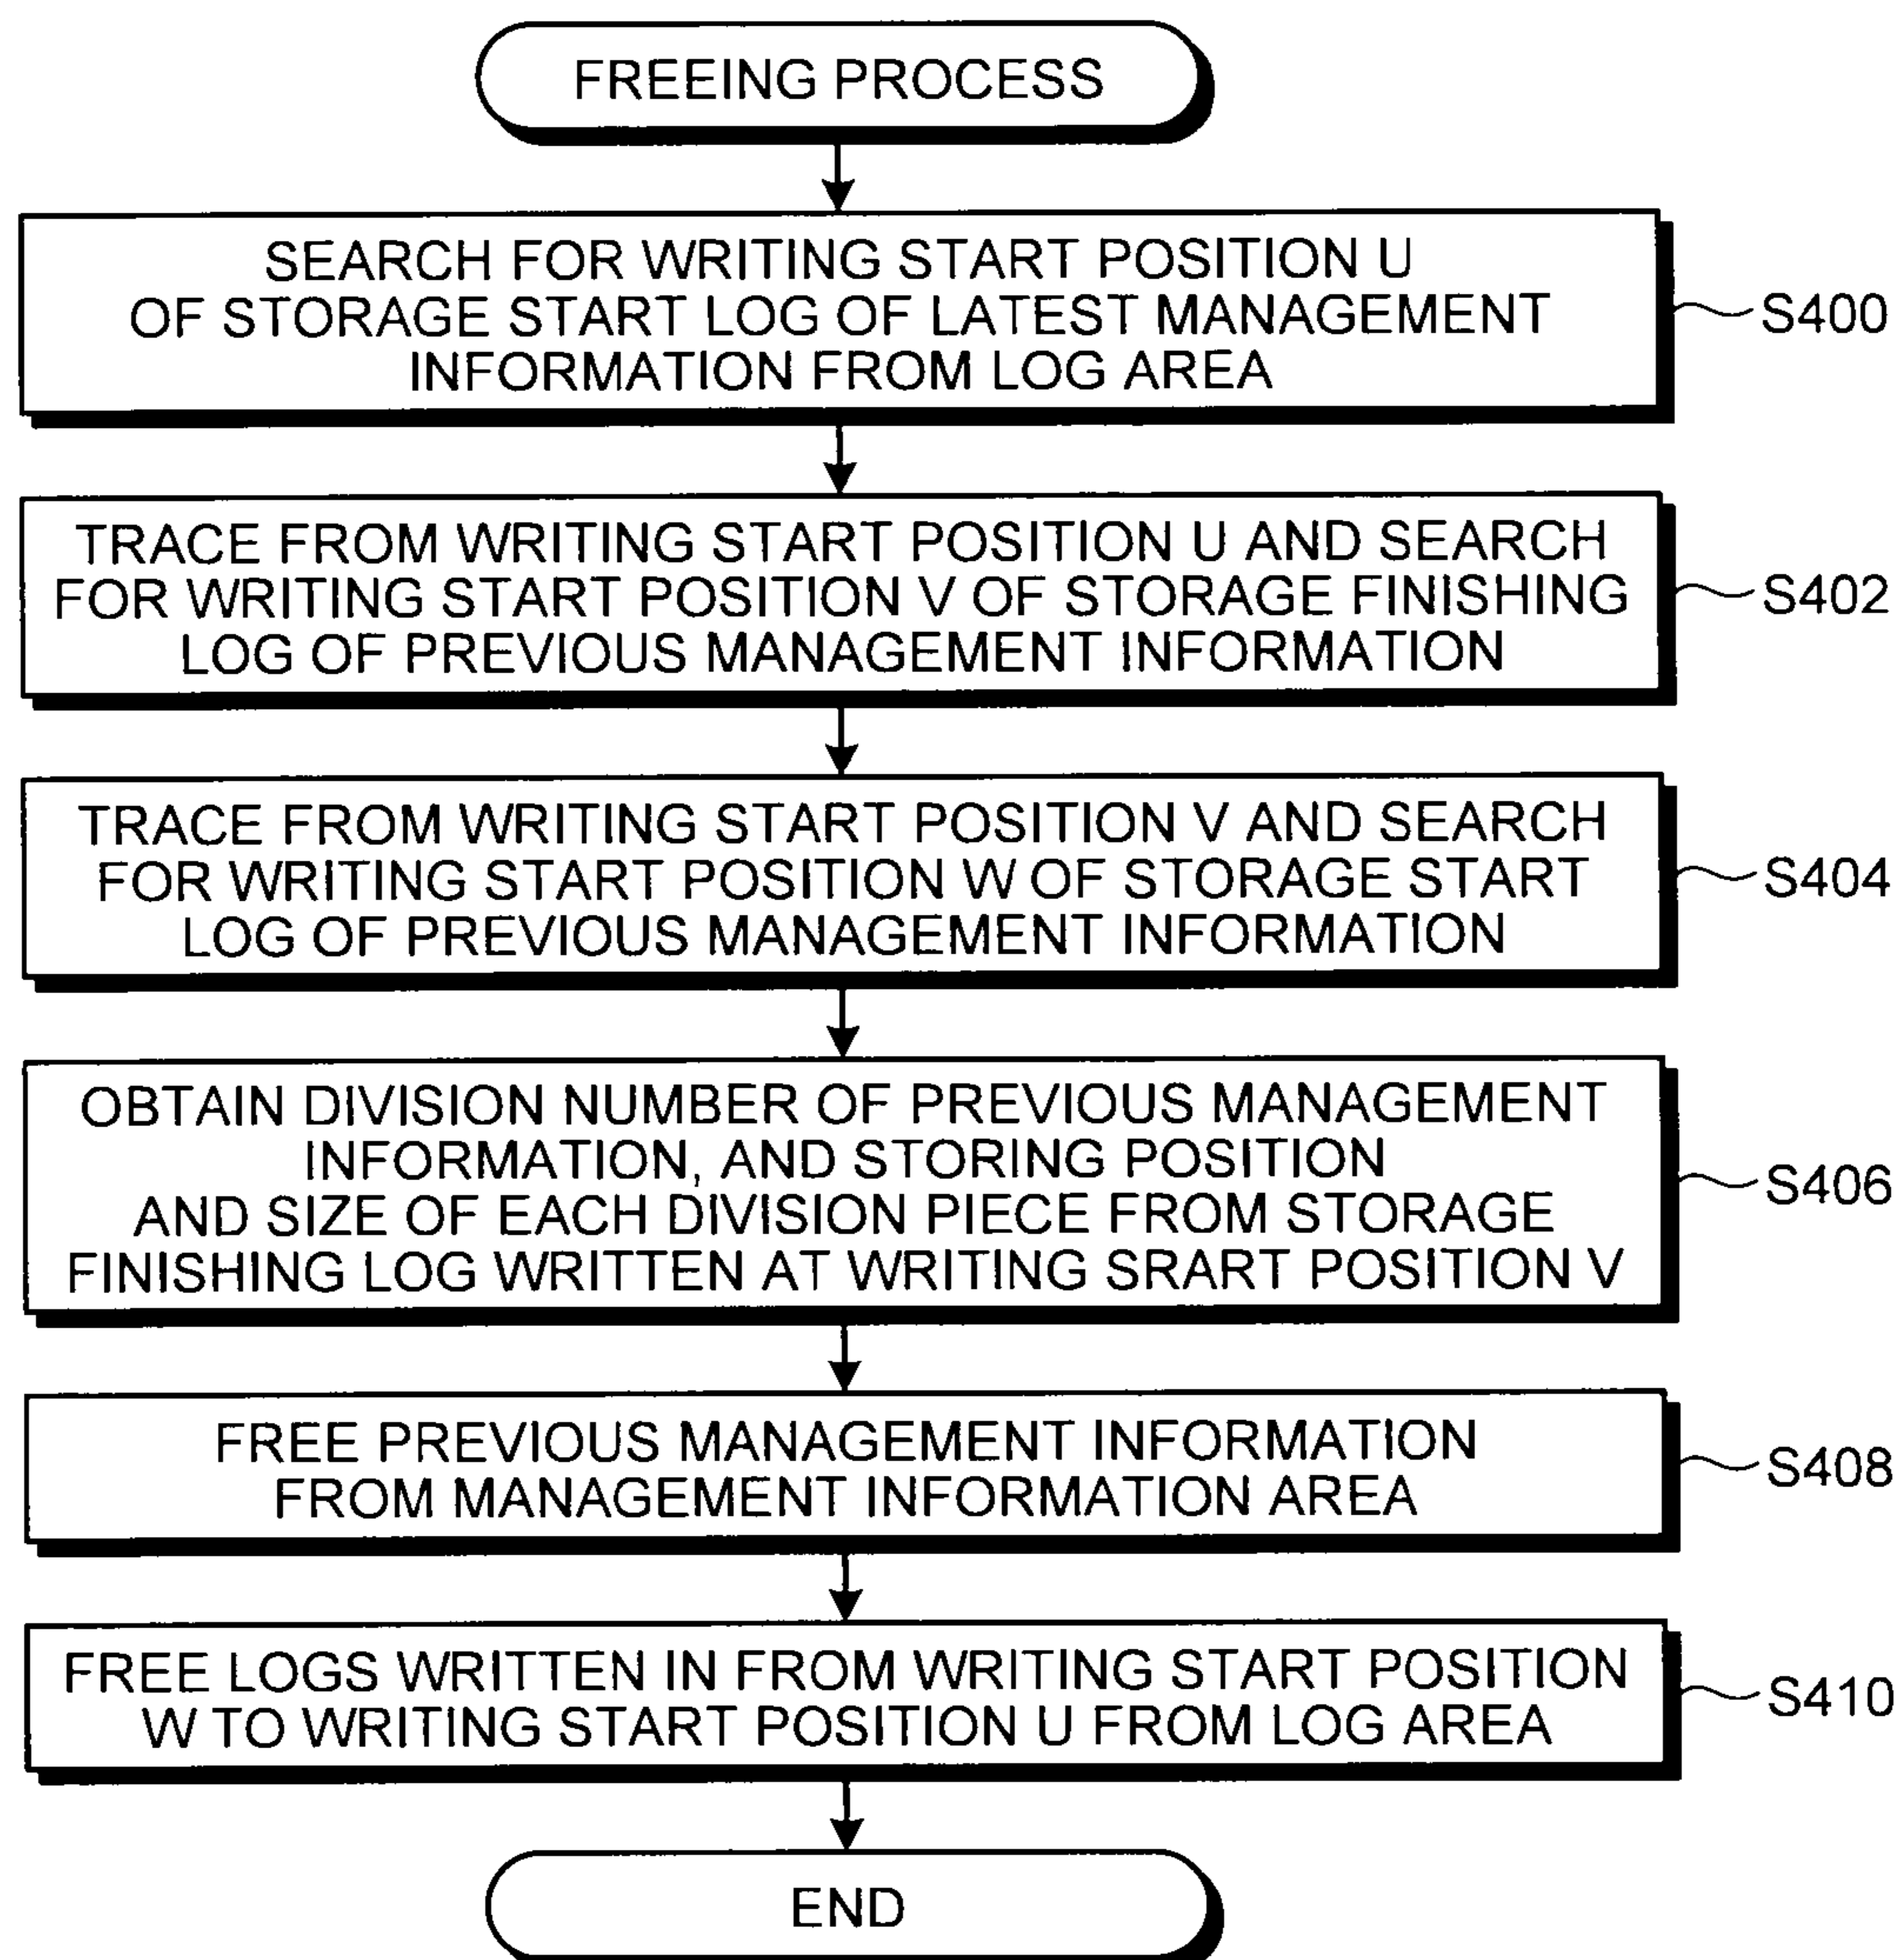 FREEING PROCESS
SEARCH FOR WRITING START POSITION U
OF STORAGE START LOG OF LATEST MANAGEMENT
INFORMATION FROM LOG AREA
S400
TRACE FROM WRITING START POSITION U AND SEARCH
FOR WRITING START POSITION V OF STORAGE FINISHING
LOG OF PREVIOUS MANAGEMENT INFORMATION
S402
TRACE FROM WRITING START POSITION V AND SEARCH
FOR WRITING START POSITION W OF STORAGE START
LOG OF PREVIOUS MANAGEMENT INFORMATION
S404
OBTAIN DIVISION NUMBER OF PREVIOUS MANAGEMENT
INFORMATION, AND STORING POSITION
AND SIZE OF EACH DIVISION PIECE FROM STORAGE
FINISHING LOG WRITTEN AT WRITING SRART POSITION V
S406
FREE PREVIOUS MANAGEMENT INFORMATION
FROM MANAGEMENT INFORMATION AREA
S408
FREE LOGS WRITTEN IN FROM WRITING START POSITION
W TO WRITING START POSITION U FROM LOG AREA
S410
END